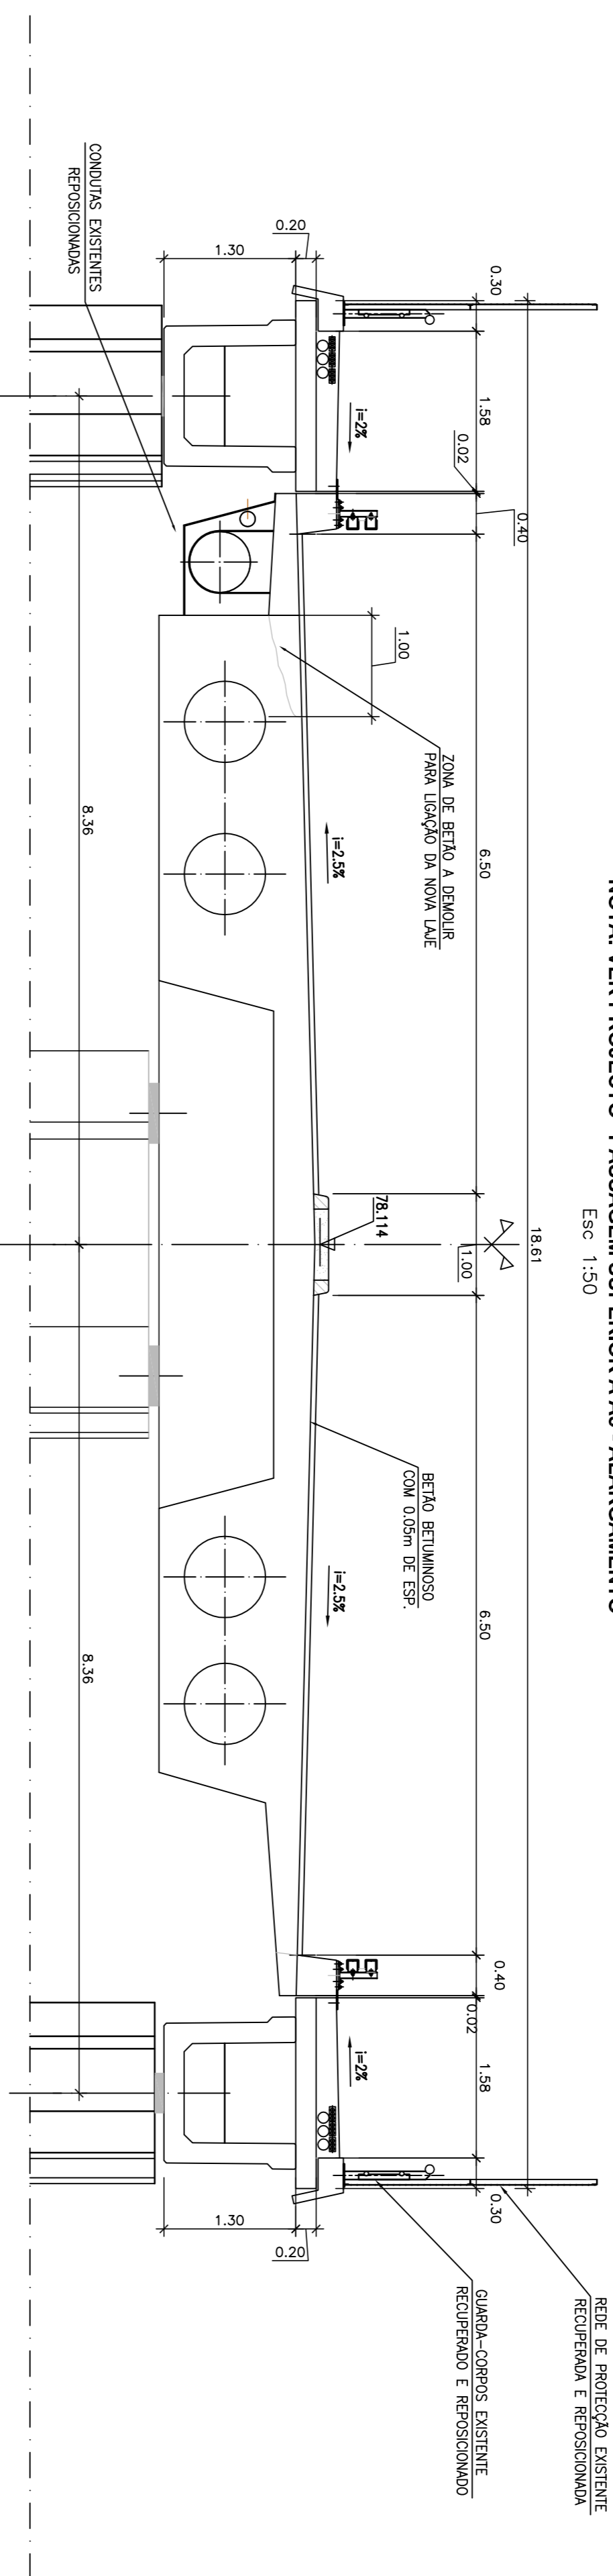 Esc 1:50
REDE DE PROTECÇÃO EXISTENTE
RECUPERADA E REPOSICIONADA
18.61
0.30
1.58
0.02
0.40
6.50
1.00
6.50
0.40
0.02
1.58
0.30
GUARDA-CORPOS EXISTENTE
RECUPERADO E REPOSICIONADO
ZONA DE BETÃO A DEMOLIR
PARA LIGAÇÃO DA NOVA LAJE
BETÃO BETUMINOSO
COM 0.05m DE ESP.
1.00
78.114
i=2%
i=2.5%
i=2.5%
i=2%
0.20
1.30
0.20
1.30
CONDUTAS EXISTENTES
REPOSICIONADAS
8.36
8.36